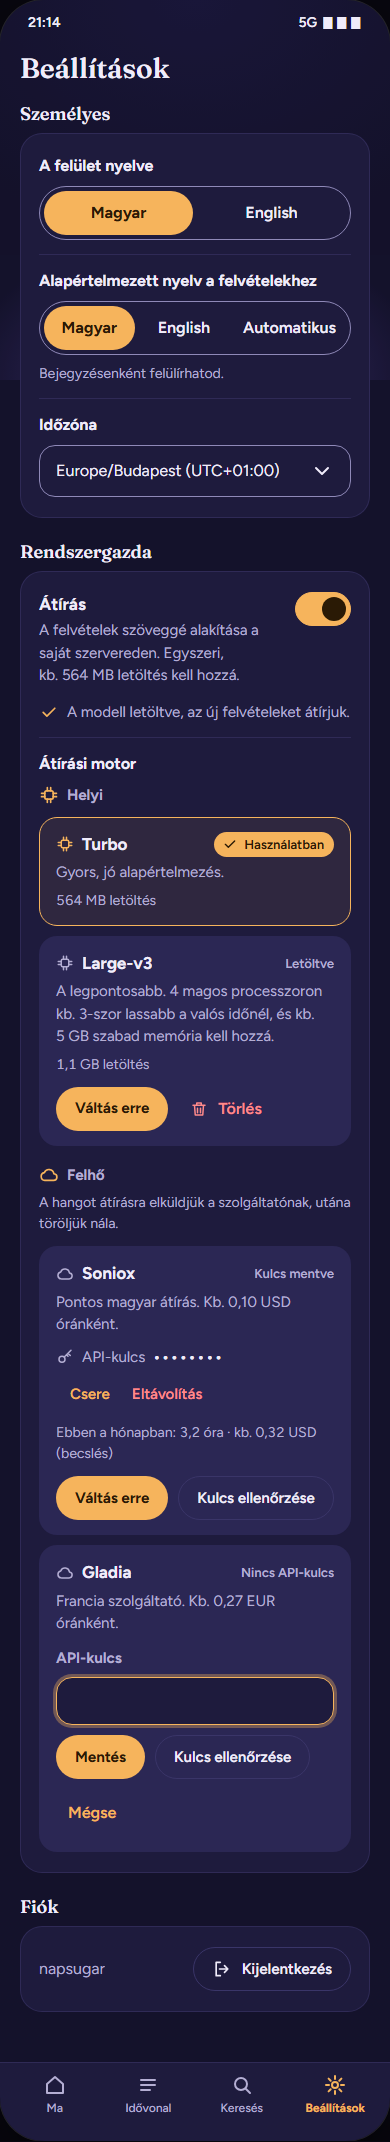 21:14
5G
Beállítások
Személyes
A felület nyelve
Magyar
English
Alapértelmezett nyelv a felvételekhez
Magyar
English
Automatikus
Bejegyzésenként felülírhatod.
Időzóna
Europe/Budapest (UTC+01:00)
Rendszergazda
Átírás
A felvételek szöveggé alakítása a
saját szervereden. Egyszeri,
kb. 564 MB letöltés kell hozzá.
A modell letöltve, az új felvételeket átírjuk.
Átírási motor
Helyi
Turbo
Használatban
Gyors, jó alapértelmezés.
564 MB letöltés
Large-v3
Letöltve
A legpontosabb. 4 magos processzoron
kb. 3-szor lassabb a valós időnél, és kb.
5 GB szabad memória kell hozzá.
1,1 GB letöltés
Váltás erre
Törlés
Felhő
A hangot átírásra elküldjük a szolgáltatónak, utána
töröljük nála.
Soniox
Kulcs mentve
Pontos magyar átírás. Kb. 0,10 USD
óránként.
API-kulcs ••••••••
Csere
Eltávolítás
Ebben a hónapban: 3,2 óra · kb. 0,32 USD
(becslés)
Váltás erre
Kulcs ellenőrzése
Gladia
Nincs API-kulcs
Francia szolgáltató. Kb. 0,27 EUR
óránként.
API-kulcs
Mentés
Kulcs ellenőrzése
Mégse
Fiók
napsugar
Kijelentkezés
Ma
Idővonal
Keresés
Beállítások